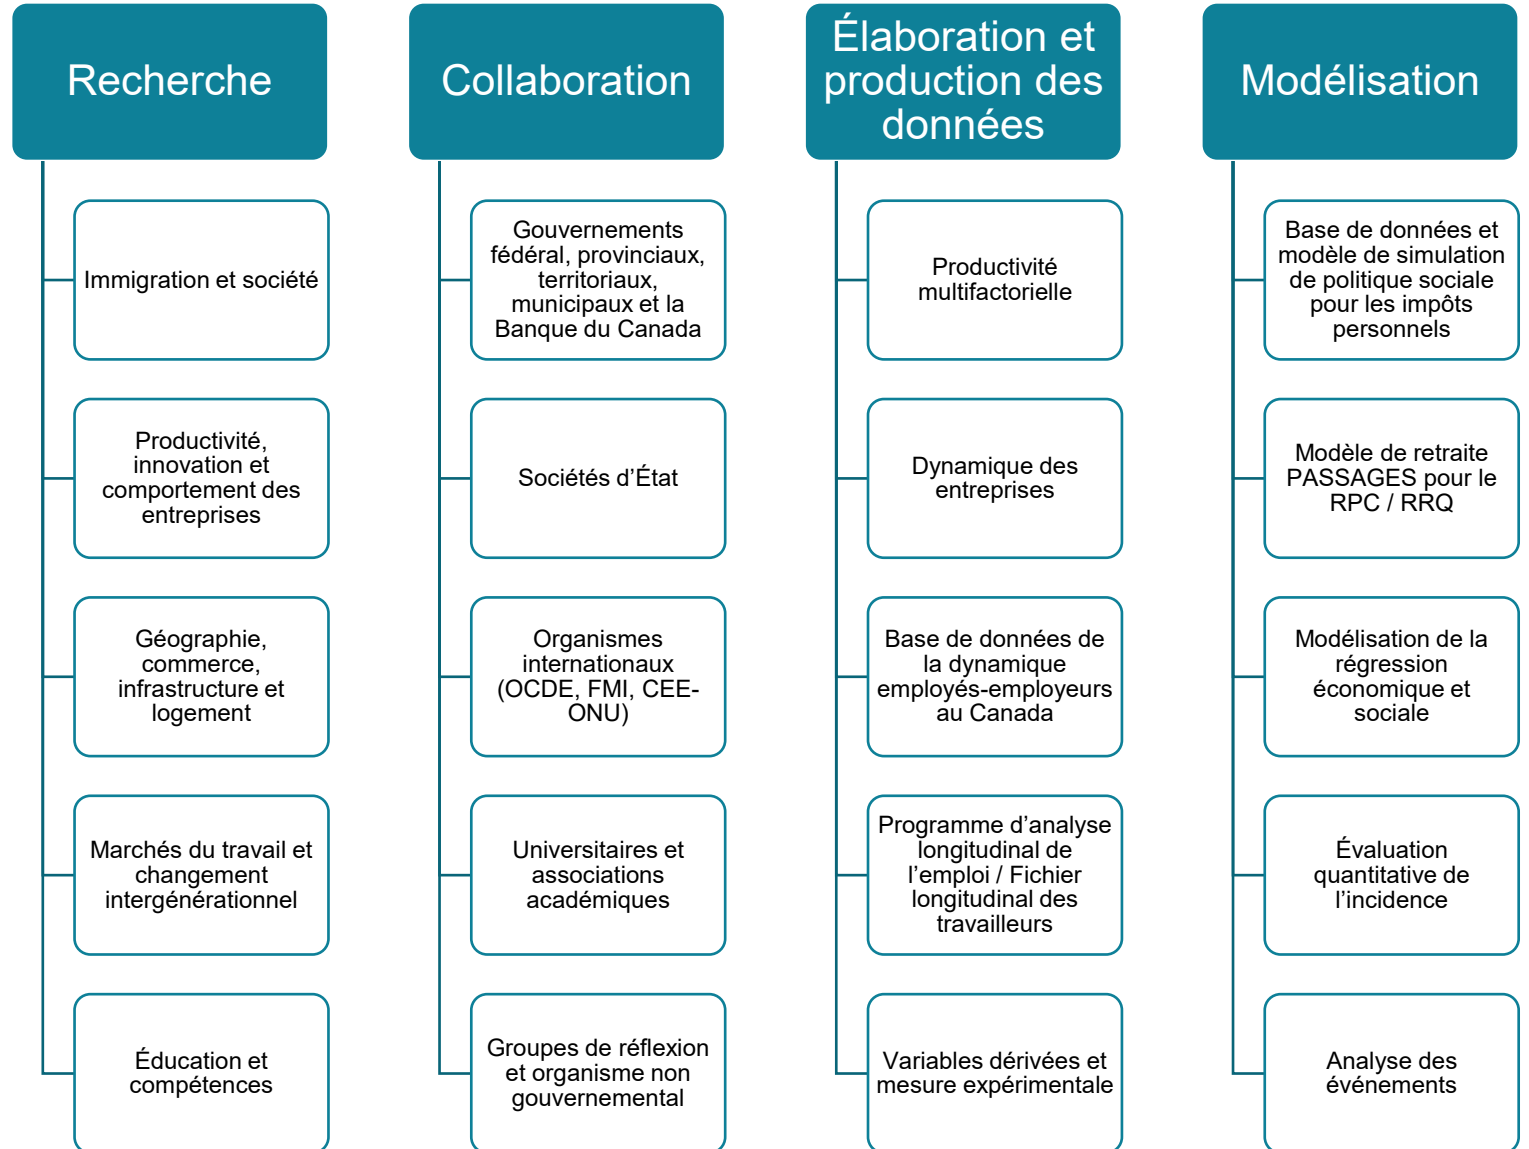 Recherche
Immigration et société
Productivité,
innovation et
comportement des
entreprises
Géographie,
commerce,
infrastructure et
logement
Marchés du travail et
changement
intergénérationnel
Éducation et
compétences
Collaboration
Gouvernements
fédéral, provinciaux,
territoriaux,
municipaux et la
Banque du Canada
Sociétés d’État
Organismes
internationaux
(OCDE, FMI, CEE-
ONU)
Universitaires et
associations
académiques
Groupes de réflexion
et organisme non
gouvernemental
Élaboration et
production des
données
Productivité
multifactorielle
Dynamique des
entreprises
Base de données de
la dynamique
employés-employeurs
au Canada
Programme d’analyse
longitudinal de
l’emploi / Fichier
longitudinal des
travailleurs
Variables dérivées et
mesure expérimentale
Modélisation
Base de données et
modèle de simulation
de politique sociale
pour les impôts
personnels
Modèle de retraite
PASSAGES pour le
RPC / RRQ
Modélisation de la
régression
économique et
sociale
Évaluation
quantitative de
l’incidence
Analyse des
événements